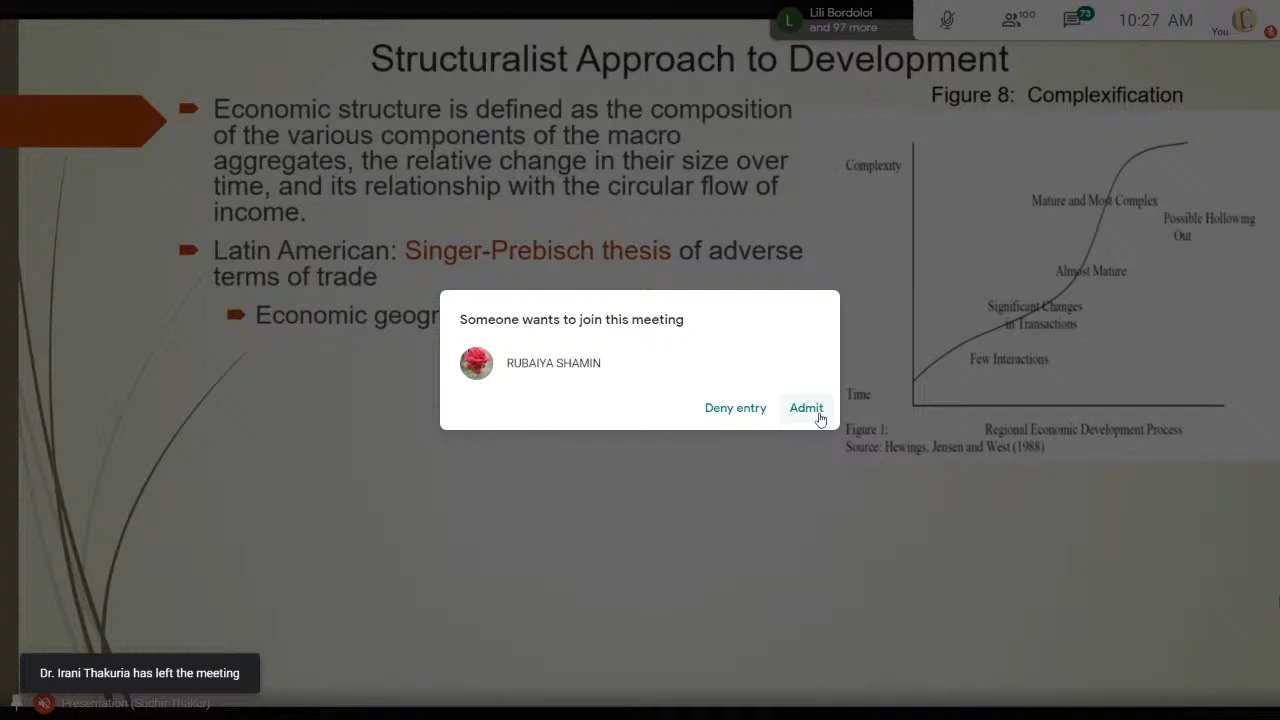 Lili Bordoloi
and 97 more
100
73
10:27 AM
You
Structuralist Approach to Development
Figure 8: Complexification
Economic structure is defined as the composition
of the various components of the macro
aggregates, the relative change in their size over
time, and its relationship with the circular flow of
income.
Latin American: Singer-Prebisch thesis of adverse
terms of trade
Complexity
Mature and Most Complex
Possible Hollowing
Out
Almost Mature
Significant Changes
in Transactions
Few Interactions
Time
Figure 1: Regional Economic Development Process
Source: Hewings, Jensen and West (1988)
Someone wants to join this meeting
RUBAIYA SHAMIN
Deny entry Admit
Economic
Dr. Irani Thakuria has left the meeting
Presentation (Sudhir Thakur)